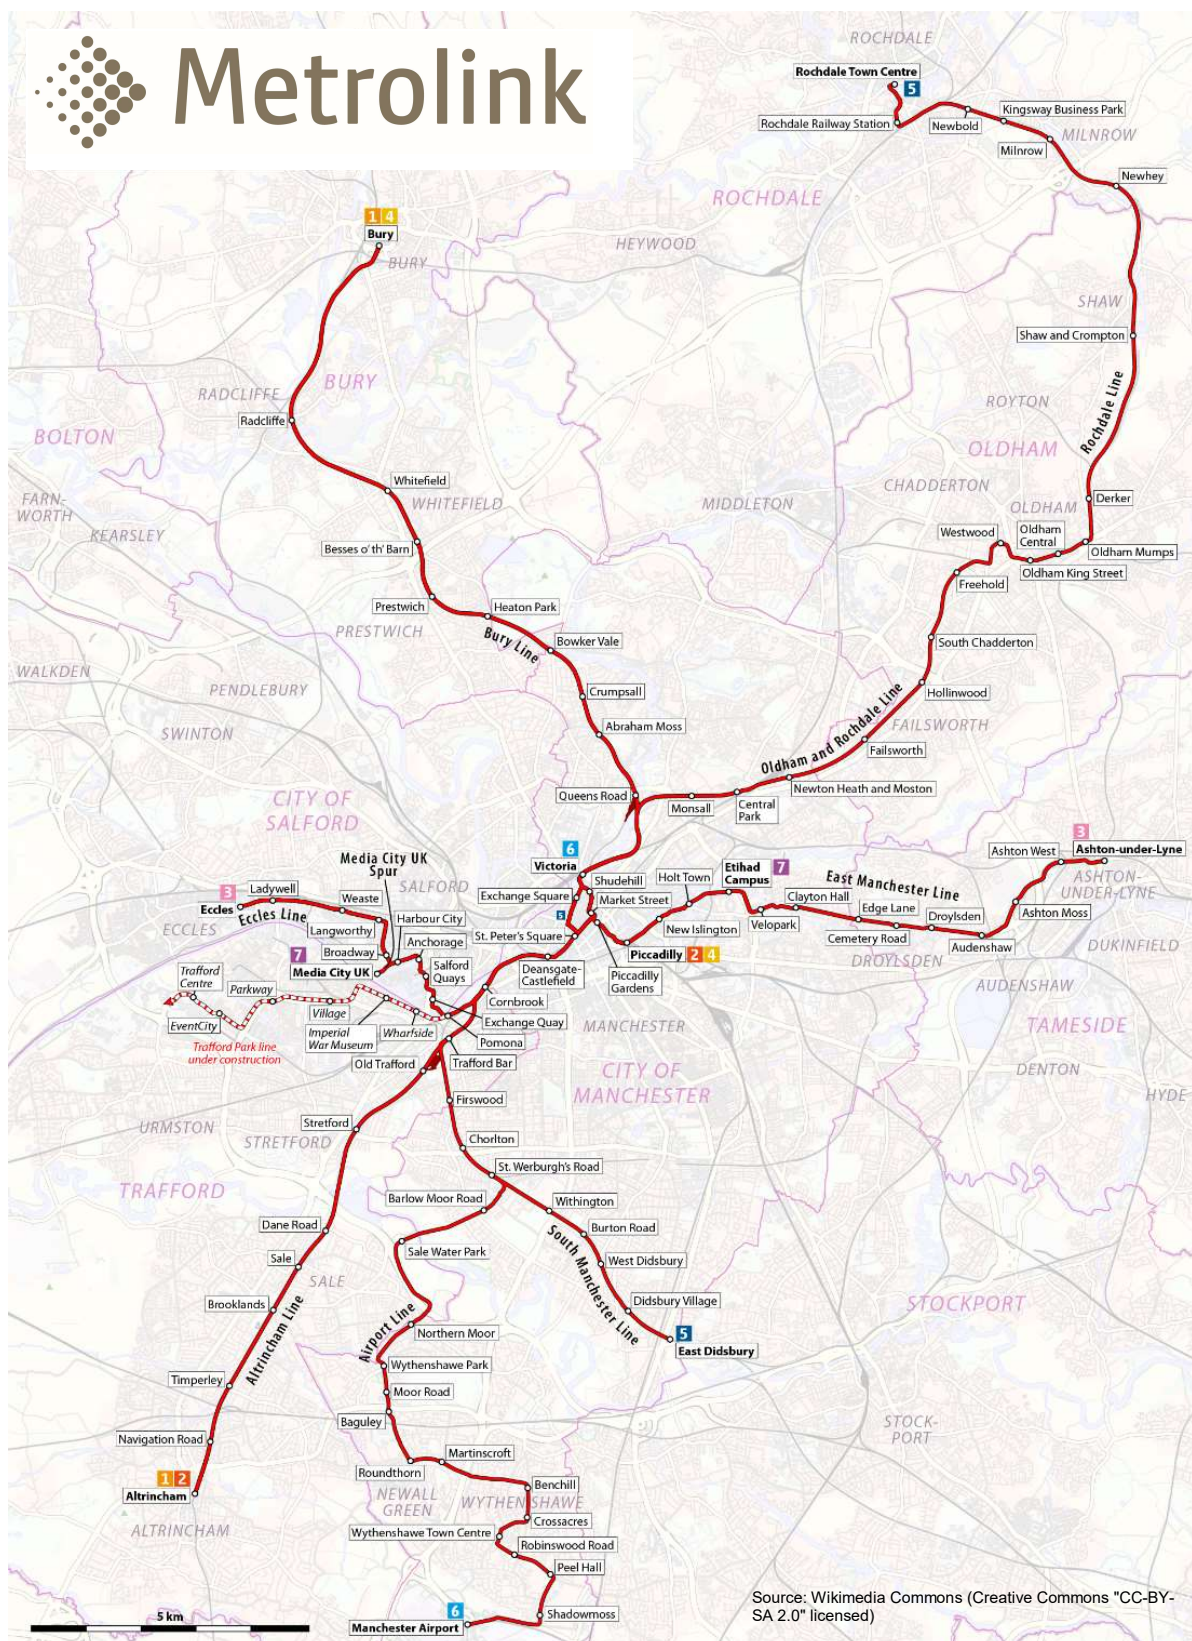 Metrolink
ROCHDALE
Rochdale Town Centre
5
Rochdale Railway Station
Newbold
Kingsway Business Park
MILNROW
Milnrow
Newhey
ROCHDALE
1 4
Bury
BURY
HEYWOOD
SHAW
Shaw and Crompton
BURY
RADCLIFFE
Radcliffe
ROYTON
Rochdale Line
BOLTON
OLDHAM
Whitefield
WHITEFIELD
MIDDLETON
CHADDERTON
FARN-
WORTH
KEARSLEY
OLDHAM
Derker
Westwood
Oldham
Central
Besses o' th' Barn
Oldham Mumps
Oldham King Street
Freehold
Prestwich
Heaton Park
PRESTWICH
Bury Line
Bowker Vale
South Chadderton
WALKDEN
PENDLEBURY
Crumpsall
Hollinwood
SWINTON
Abraham Moss
Oldham and Rochdale Line
FAILSWORTH
Failsworth
CITY OF
SALFORD
Queens Road
Monsall
Central
Park
Newton Heath and Moston
Media City UK
Spur
6
Victoria
3
Ashton West
Ashton-under-Lyne
Etihad
Campus
7
Holt Town
Shudehill
East Manchester Line
ASHTON-
UNDER-LYNE
3
Ladywell
Weaste
SALFORD
Exchange Square
Market Street
Clayton Hall
Eccles
Eccles Line
Harbour City
5
Edge Lane
Ashton Moss
ECCLES
Langworthy
Anchorage
St. Peter's Square
New Islington
Velopark
Droylsden
Cemetery Road
Audenshaw
DUKINFIELD
7
Broadway
Media City UK
Salford
Quays
Deansgate-
Castlefield
Piccadilly
2 4
DROYLSDEN
Trafford
Centre
Parkway
Piccadilly
Gardens
AUDENSHAW
EventCity
Village
Imperial
War Museum
Wharfside
Cornbrook
Exchange Quay
Pomona
MANCHESTER
TAMESIDE
Trafford Park line
under construction
Old Trafford
Trafford Bar
CITY OF
MANCHESTER
DENTON
HYDE
Firswood
URMSTON
Stretford
STRETFORD
Chorlton
St. Werburgh's Road
TRAFFORD
Barlow Moor Road
Withington
Dane Road
Burton Road
Sale Water Park
South Manchester Line
Sale
West Didsbury
SALE
Brooklands
Didsbury Village
STOCKPORT
Altrincham Line
Airport Line
Northern Moor
5
East Didsbury
Wythenshawe Park
Timperley
Moor Road
Baguley
STOCK-
PORT
Navigation Road
Martinscroft
Roundthorn
1 2
Altrincham
Benchill
NEWALL
GREEN
WYTHENSHAWE
ALTRINCHAM
Crossacres
Wythenshawe Town Centre
Robinswood Road
Peel Hall
Source: Wikimedia Commons (Creative Commons "CC-BY-
SA 2.0" licensed)
5 km
6
Shadowmoss
Manchester Airport